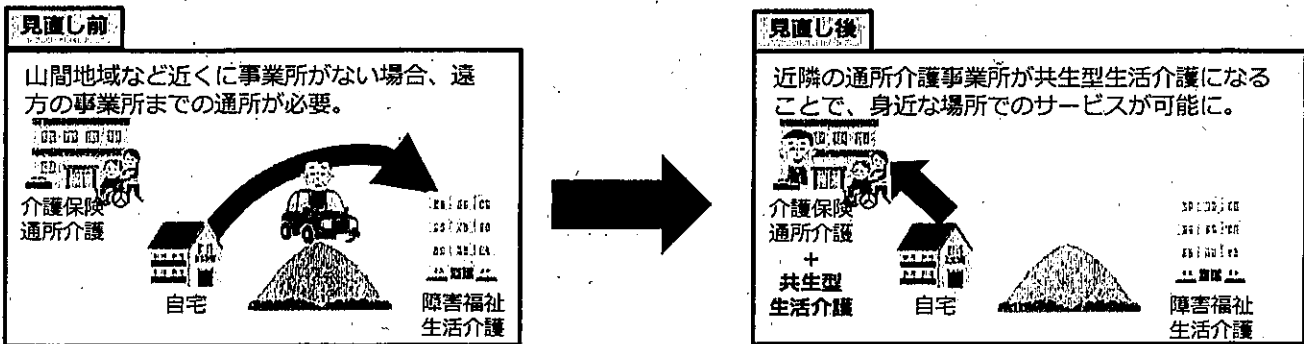 見直し前
山間地域など近くに事業所がない場合、遠
方の事業所までの通所が必要。
介護保険
通所介護
自宅
障害福祉
生活介護
見直し後
近隣の通所介護事業所が共生型生活介護になる
ことで、身近な場所でのサービスが可能に。
介護保険
通所介護
+
共生型
生活介護
自宅
障害福祉
生活介護